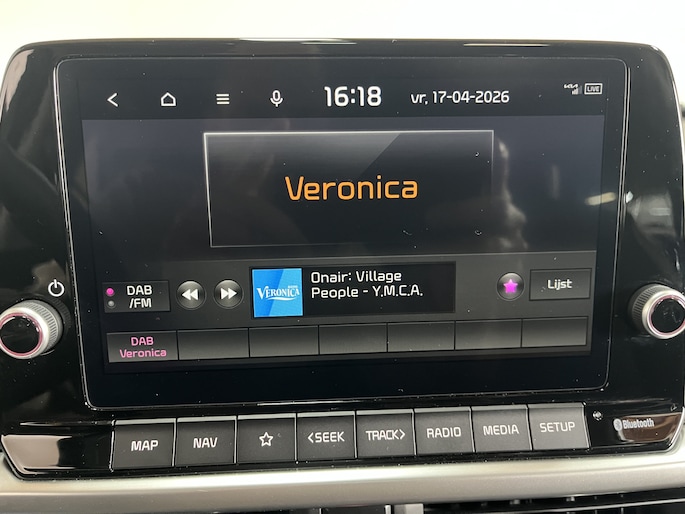 16:18 vr, 17-04-2026 KIA LIVE
Veronica
DAB
/FM
VERONICA
Onair: Village
People - Y.M.C.A.
Lijst
DAB
Veronica
MAP NAV <SEEK TRACK> RADIO MEDIA SETUP
Bluetooth